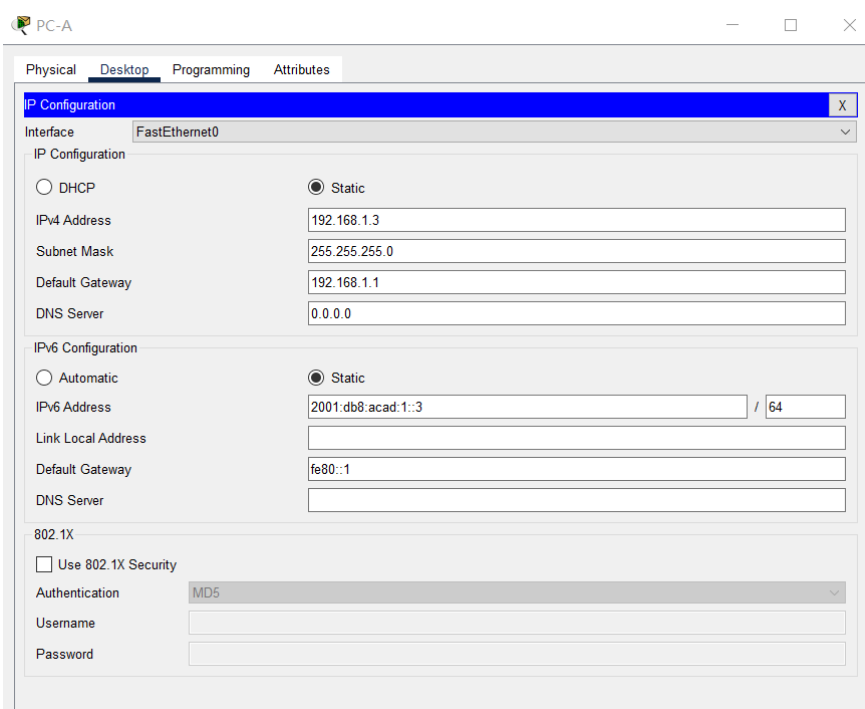 PC-A
Physical Desktop Programming Attributes
IP Configuration X
Interface FastEthernet0
IP Configuration
DHCP Static
IPv4 Address 192.168.1.3
Subnet Mask 255.255.255.0
Default Gateway 192.168.1.1
DNS Server 0.0.0.0
IPv6 Configuration
Automatic Static
IPv6 Address 2001:db8:acad:1::3 / 64
Link Local Address
Default Gateway fe80::1
DNS Server
802.1X
Use 802.1X Security
Authentication MD5
Username
Password